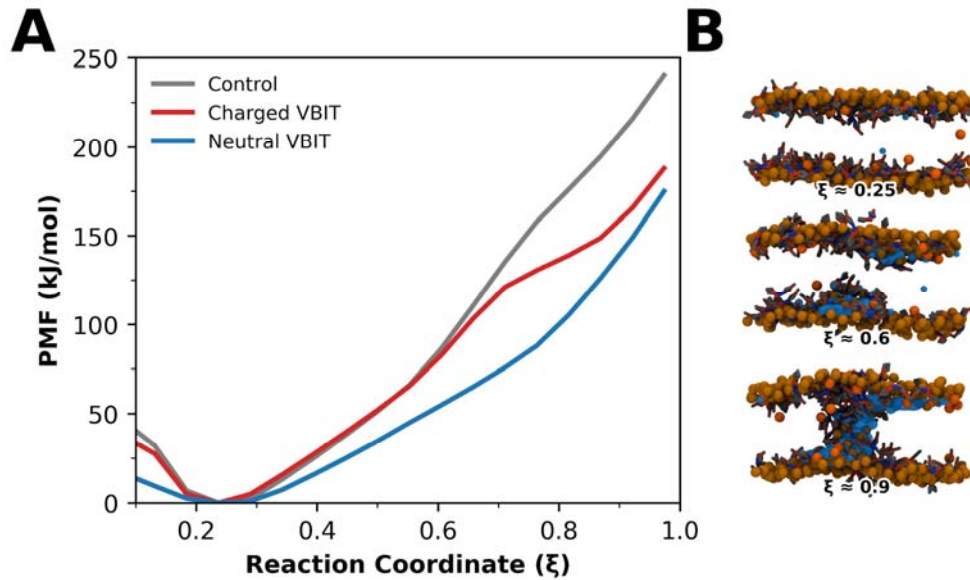 A
B
250
200
150
100
50
0
PMF (kJ/mol)
Control
Charged VBIT
Neutral VBIT
0.2
0.4
0.6
0.8
1.0
Reaction Coordinate (ξ)
ξ ≈ 0.25
ξ ≈ 0.6
ξ ≈ 0.9